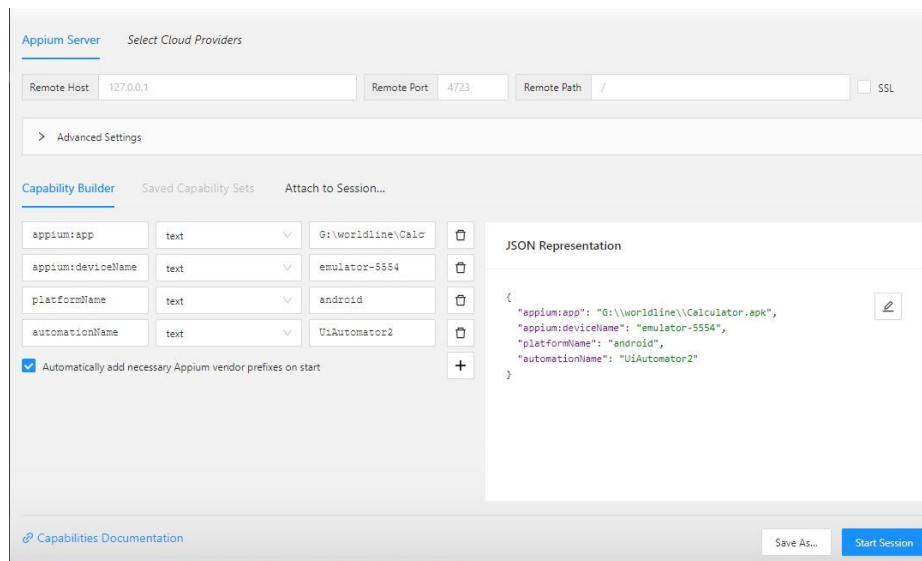 Appium Server Select Cloud Providers
Remote Host 127.0.0.1 Remote Port 4723 Remote Path / SSL
Advanced Settings
Capability Builder Saved Capability Sets Attach to Session...
appium:app text G:\worldline\Calc
appium:deviceName text emulator-5554
platformName text android
automationName text UiAutomator2
Automatically add necessary Appium vendor prefixes on start
JSON Representation
{
"appium:app": "G:\\worldline\\Calculator.apk",
"appium:deviceName": "emulator-5554",
"platformName": "android",
"automationName": "UiAutomator2"
}
Capabilities Documentation
Save As... Start Session